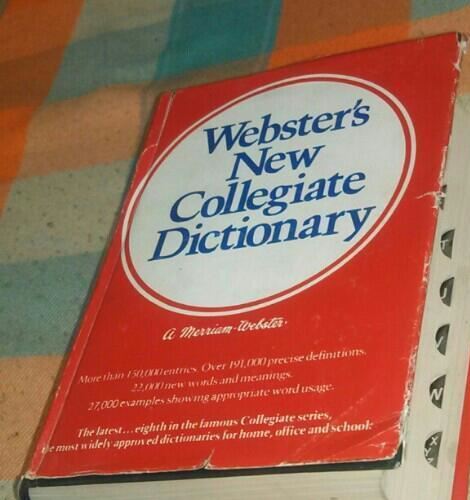 Webster's
New
Collegiate
Dictionary
A Merriam-Webster®
More than 150,000 entries. Over 191,000 precise definitions.
22,000 new words and meanings.
27,000 examples showing appropriate word usage.
The latest...eighth in the famous Collegiate series,
the most widely approved dictionaries for home, office and school.
N
XY